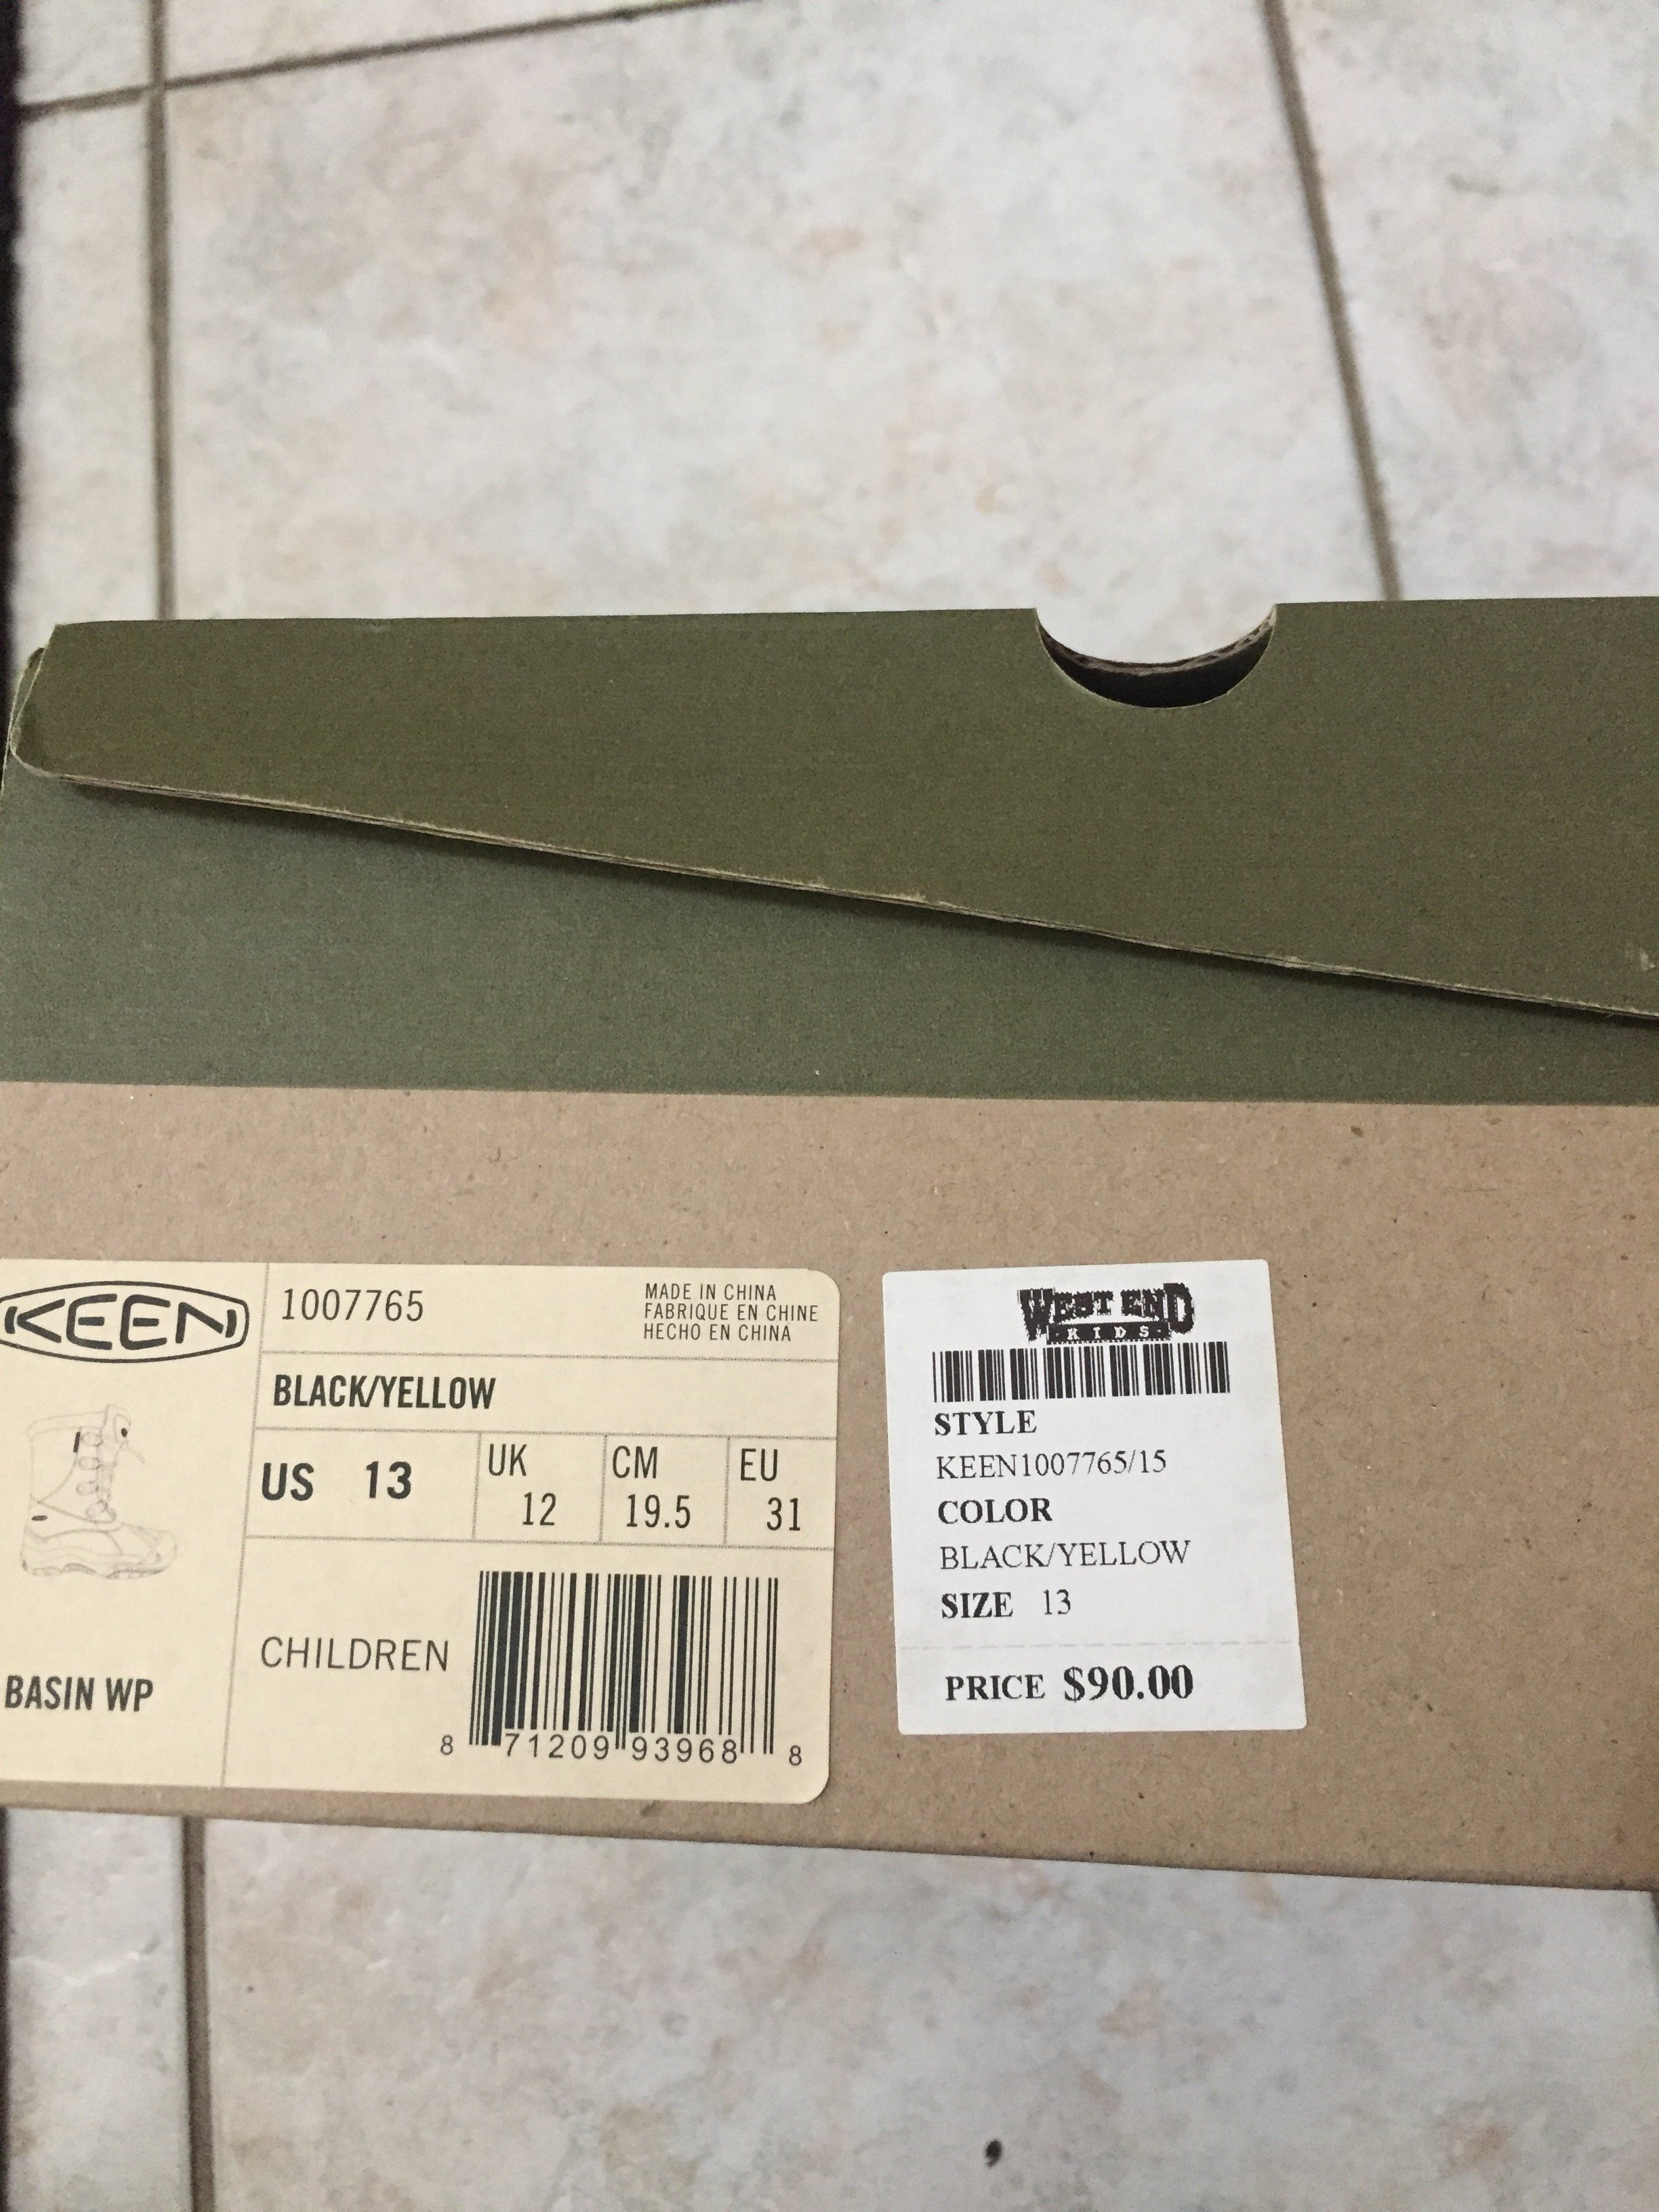 KEEN
1007765
MADE IN CHINA
FABRIQUE EN CHINE
HECHO EN CHINA
BLACK/YELLOW
US 13
UK 12
CM 19.5
EU 31
CHILDREN
BASIN WP
8 71209 93968 8
WEST END
KIDS
STYLE
KEEN1007765/15
COLOR
BLACK/YELLOW
SIZE 13
PRICE $90.00